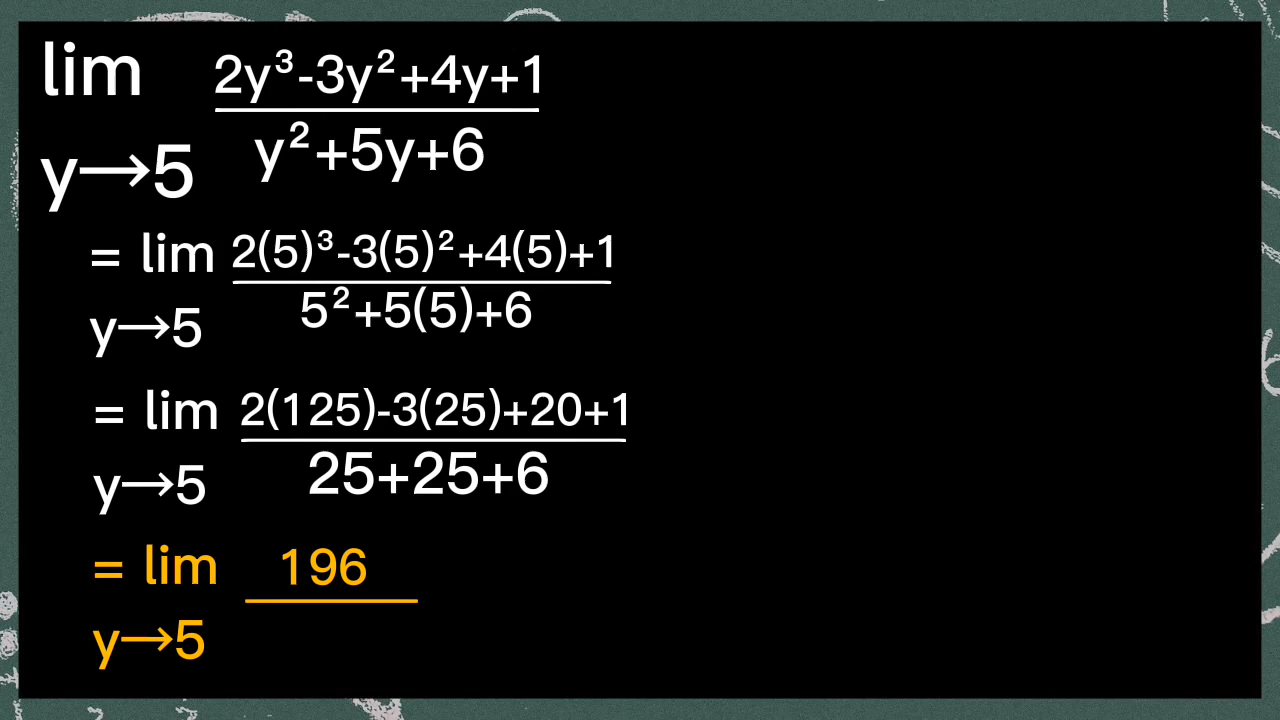 lim 2y³-3y²+4y+1
y→5 y²+5y+6
= lim 2(5)³-3(5)²+4(5)+1
y→5 5²+5(5)+6
= lim 2(125)-3(25)+20+1
y→5 25+25+6
= lim 196
y→5